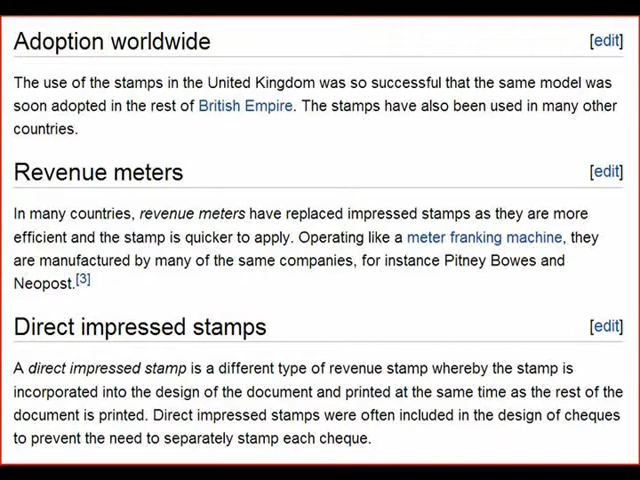 Adoption worldwide [edit]
The use of the stamps in the United Kingdom was so successful that the same model was
soon adopted in the rest of British Empire. The stamps have also been used in many other
countries.
Revenue meters [edit]
In many countries, revenue meters have replaced impressed stamps as they are more
efficient and the stamp is quicker to apply. Operating like a meter franking machine, they
are manufactured by many of the same companies, for instance Pitney Bowes and
Neopost.[3]
Direct impressed stamps [edit]
A direct impressed stamp is a different type of revenue stamp whereby the stamp is
incorporated into the design of the document and printed at the same time as the rest of the
document is printed. Direct impressed stamps were often included in the design of cheques
to prevent the need to separately stamp each cheque.